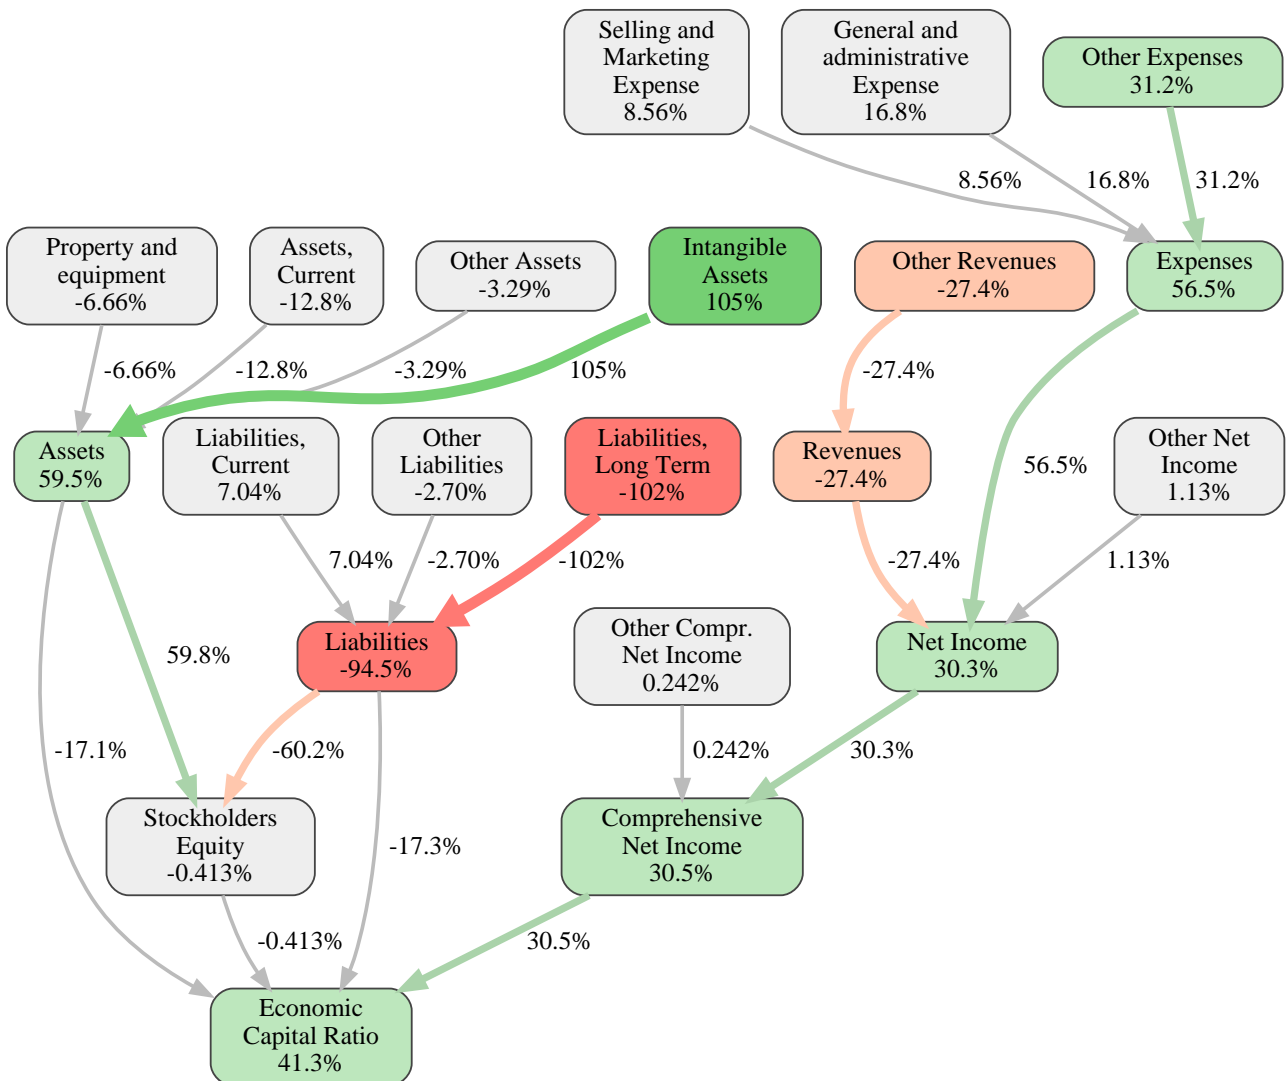 Selling and
Marketing
Expense
8.56%
General and
administrative
Expense
16.8%
Other Expenses
31.2%
8.56%
16.8%
31.2%
Property and
equipment
-6.66%
Assets,
Current
-12.8%
Other Assets
-3.29%
Intangible
Assets
105%
Other Revenues
-27.4%
Expenses
56.5%
-6.66%
-12.8%
-3.29%
105%
-27.4%
Assets
59.5%
Liabilities,
Current
7.04%
Other
Liabilities
-2.70%
Liabilities,
Long Term
-102%
Revenues
-27.4%
56.5%
Other Net
Income
1.13%
7.04%
-2.70%
-102%
-27.4%
1.13%
59.8%
Liabilities
-94.5%
Other Compr.
Net Income
0.242%
Net Income
30.3%
-17.1%
-60.2%
0.242%
30.3%
Stockholders
Equity
-0.413%
-17.3%
Comprehensive
Net Income
30.5%
-0.413%
30.5%
Economic
Capital Ratio
41.3%